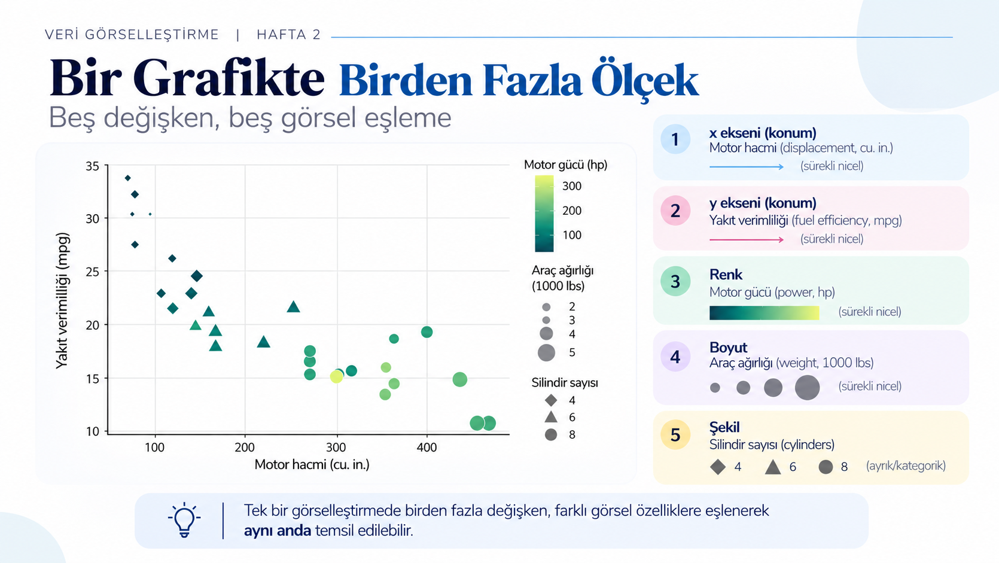 VERİ GÖRSELLEŞTİRME | HAFTA 2
Bir Grafikte Birden Fazla Ölçek
Beş değişken, beş görsel eşleme
35
30
25
20
15
10
Yakıt verimliliği (mpg)
100
200
300
400
Motor hacmi (cu. in.)
Motor gücü (hp)
300
200
100
Araç ağırlığı
(1000 lbs)
2
3
4
5
Silindir sayısı
4
6
8
1
x ekseni (konum)
Motor hacmi (displacement, cu. in.)
(sürekli nicel)
2
y ekseni (konum)
Yakıt verimliliği (fuel efficiency, mpg)
(sürekli nicel)
3
Renk
Motor gücü (power, hp)
(sürekli nicel)
4
Boyut
Araç ağırlığı (weight, 1000 lbs)
(sürekli nicel)
5
Şekil
Silindir sayısı (cylinders)
4 6 8 (ayrık/kategorik)
Tek bir görselleştirmede birden fazla değişken, farklı görsel özelliklere eşlenerek
aynı anda temsil edilebilir.